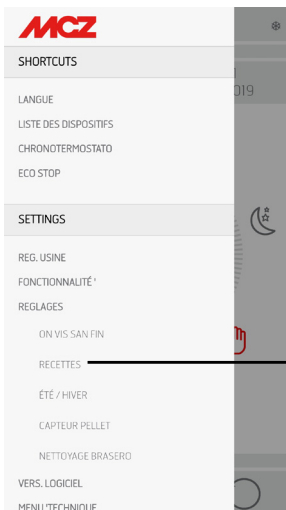 MCZ
SHORTCUTS
019
LANGUE
LISTE DES DISPOSITIFS
CHRONOTERMOSTATO
ECO STOP
SETTINGS
REG. USINE
FONCTIONNALITÉ '
REGLAGES
ON VIS SAN FIN
RECETTES
ÉTÉ / HIVER
CAPTEUR PELLET
NETTOYAGE BRASERO
VERS. LOGICIEL
MENU 'TECHNIQUE